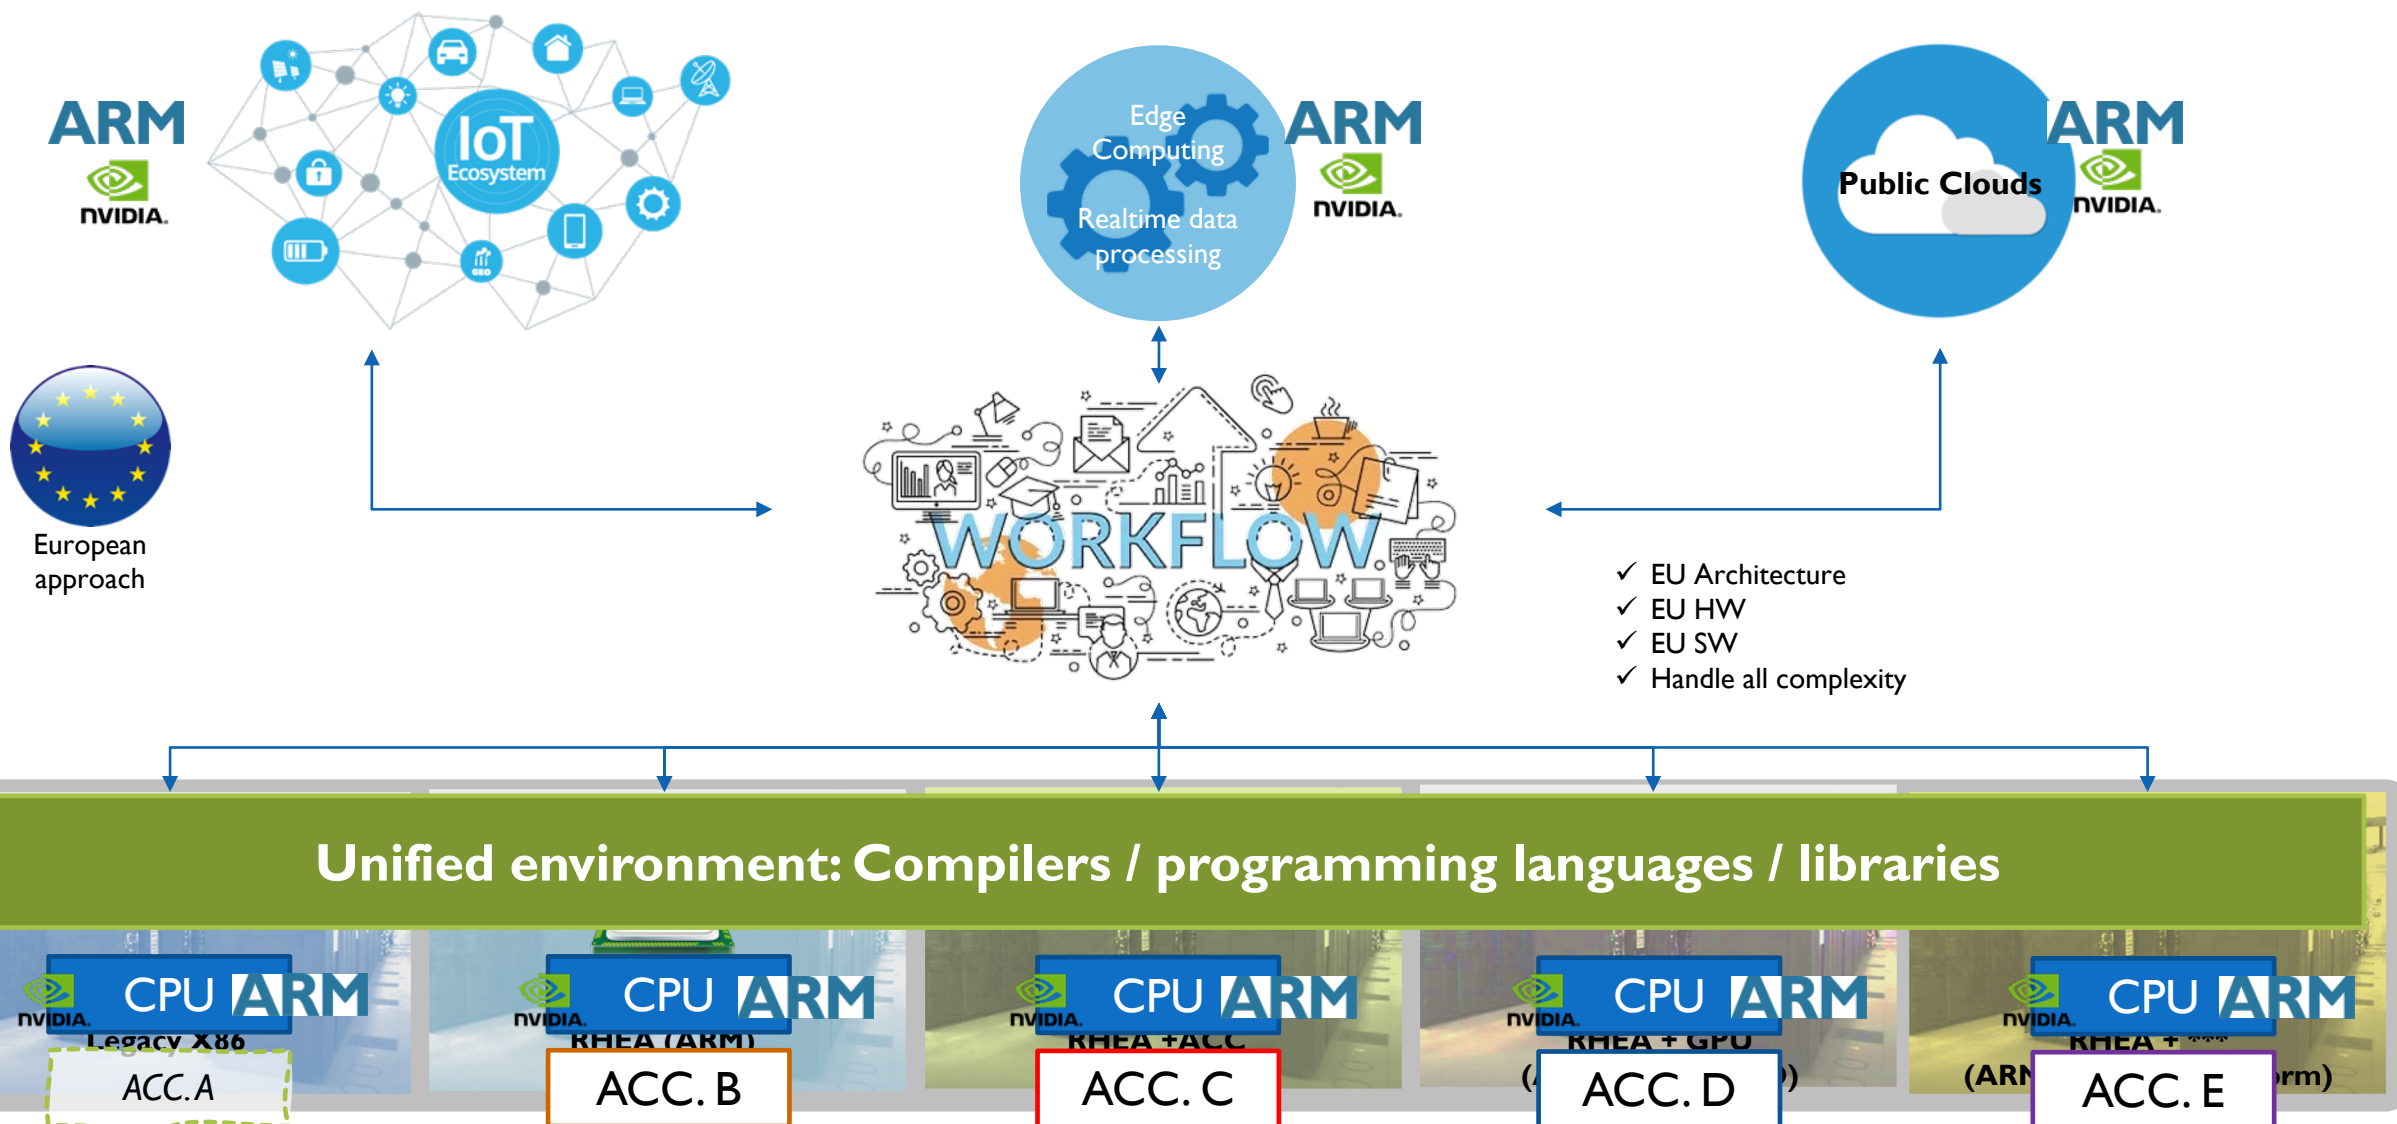 ARM
NVIDIA.
IoT
Ecosystem
GEO
Edge
Computing
Realtime data
processing
ARM
NVIDIA.
Public Clouds
ARM
NVIDIA.
European
approach
WORKFLOW
✓ EU Architecture
✓ EU HW
✓ EU SW
✓ Handle all complexity
Unified environment: Compilers / programming languages / libraries
NVIDIA.
CPU
ARM
Legacy X86
ACC. A
NVIDIA.
CPU
ARM
RHEA (ARM)
ACC. B
NVIDIA.
CPU
ARM
RHEA +ACC
ACC. C
NVIDIA.
CPU
ARM
RHEA + GPU
ACC. D
NVIDIA.
CPU
ARM
RHEA + ***
ACC. E